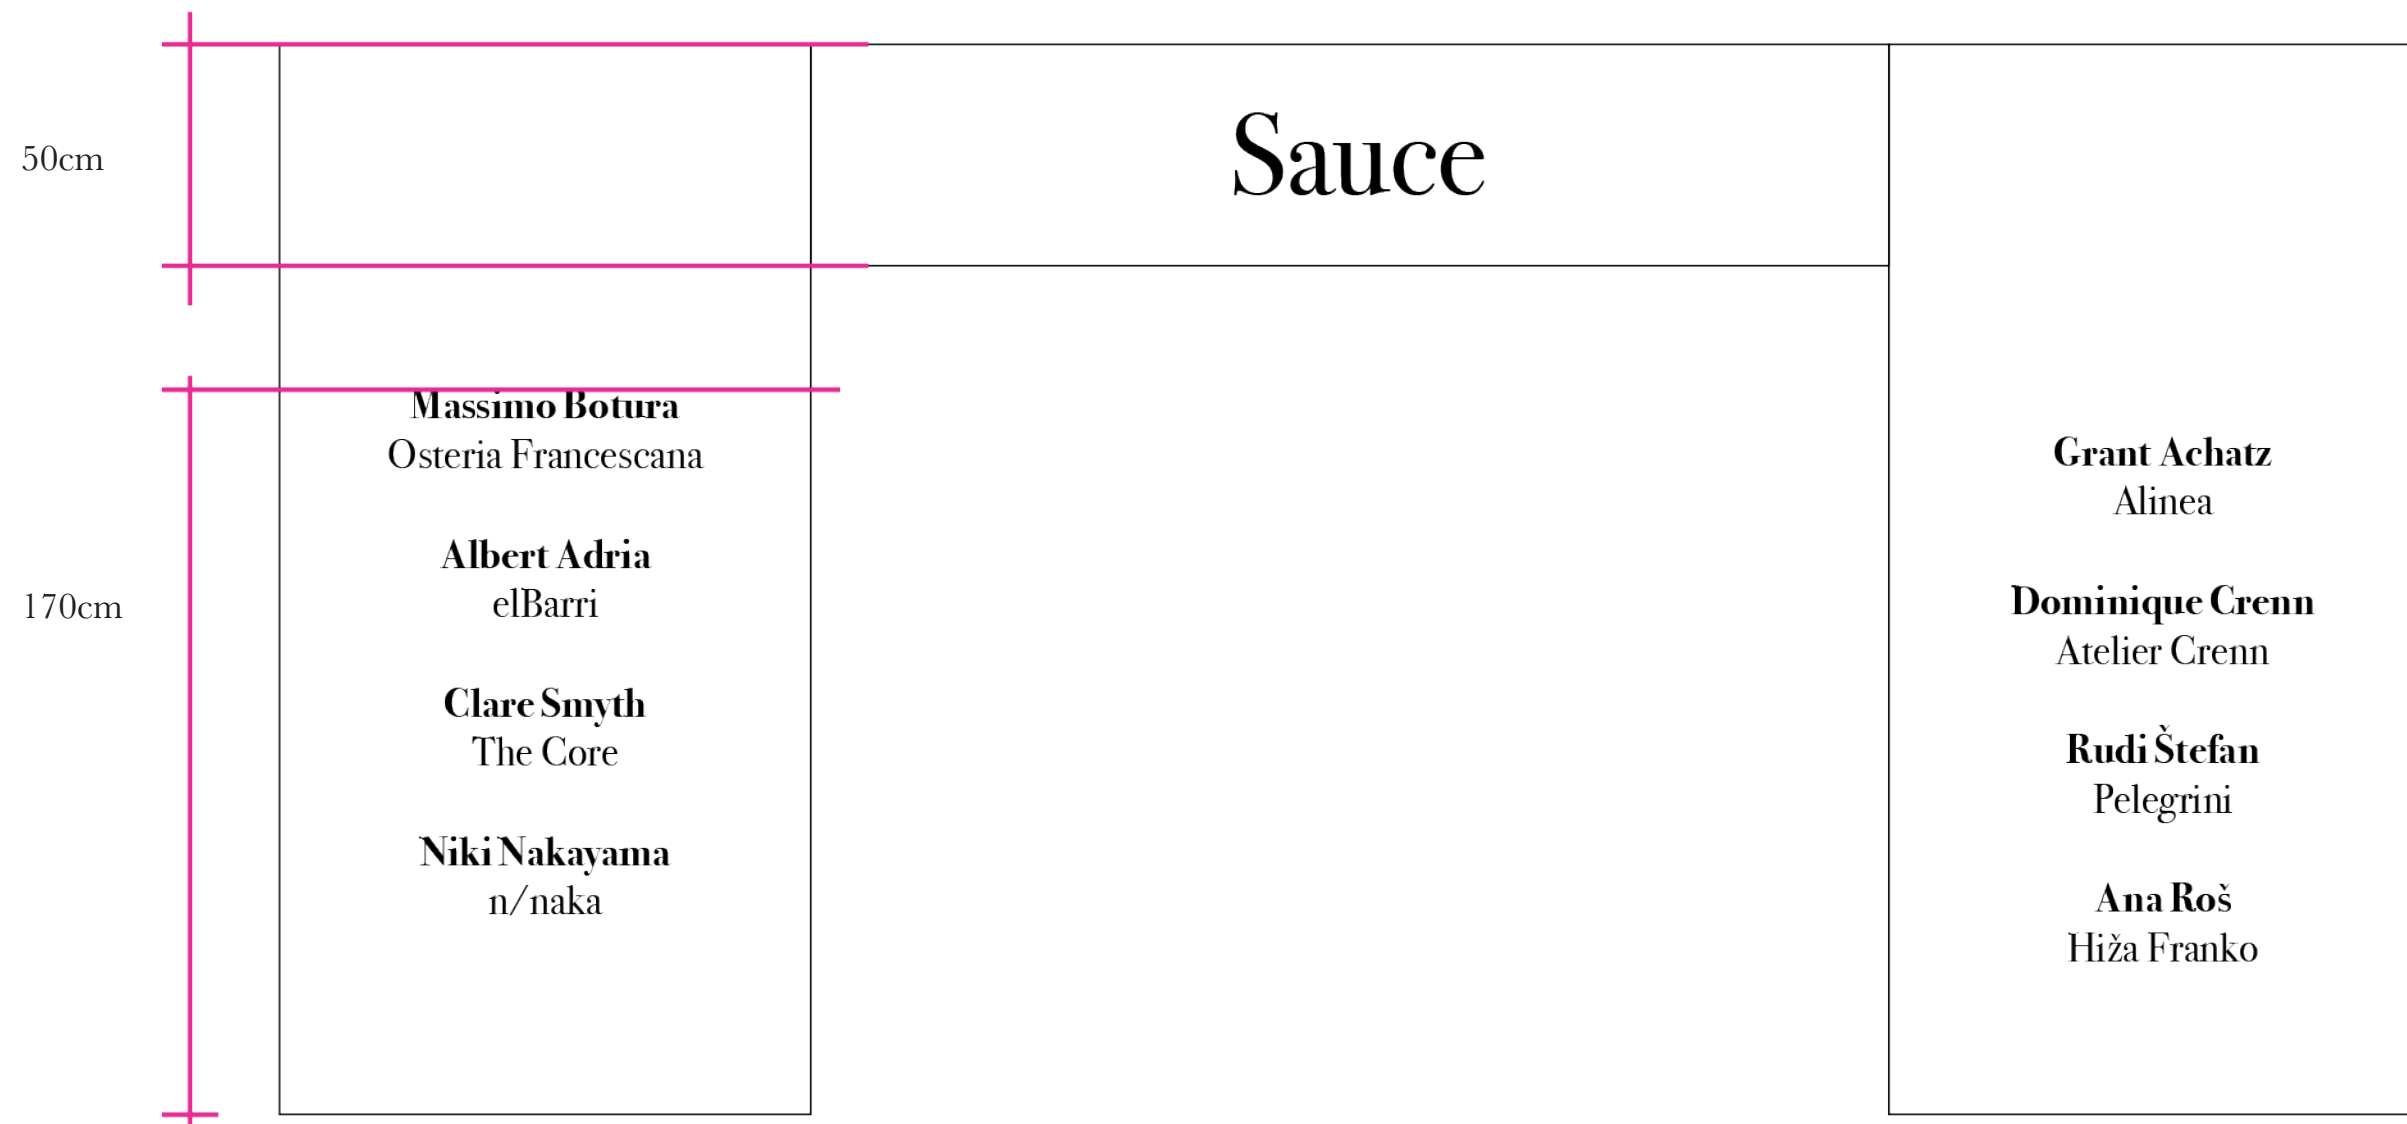 50cm
Sauce
170cm
Massimo Botura
Osteria Francescana
Albert Adria
elBarri
Clare Smyth
The Core
Niki Nakayama
n/naka
Grant Achatz
Alinea
Dominique Crenn
Atelier Crenn
Rudi Štefan
Pelegrini
Ana Roš
Hiža Franko